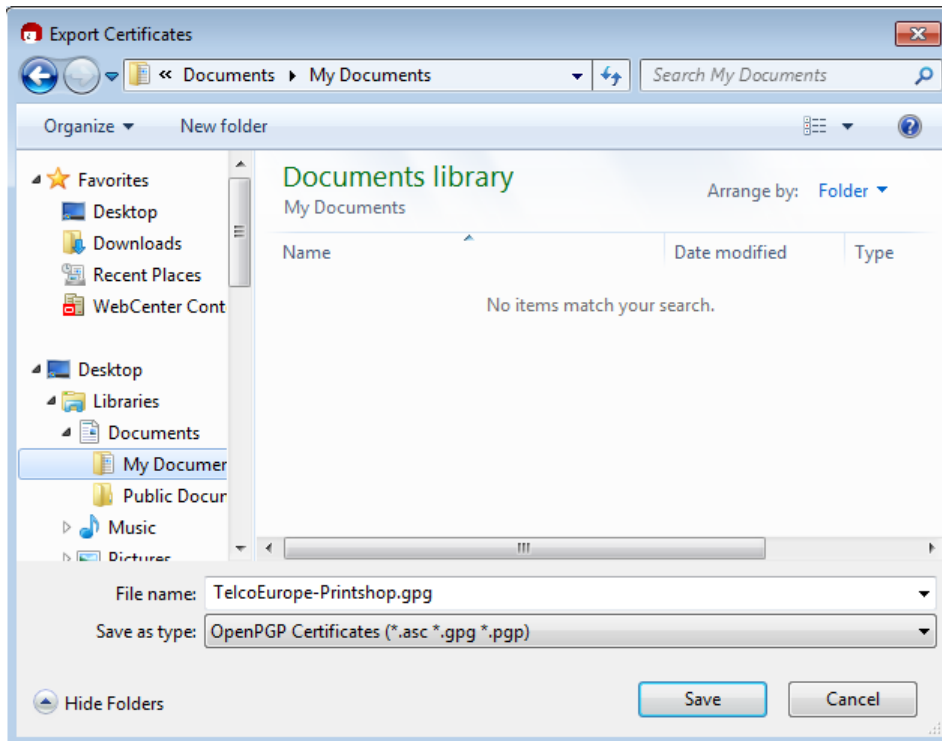 Export Certificates
« Documents My Documents
Search My Documents
Organize New folder
Favorites
Desktop
Downloads
Recent Places
WebCenter Cont
Desktop
Libraries
Documents
My Documer
Public Docur
Music
Pictures
Documents library
My Documents
Arrange by: Folder
Name Date modified Type
No items match your search.
File name: TelcoEurope-Printshop.gpg
Save as type: OpenPGP Certificates (*.asc *.gpg *.pgp)
Hide Folders
Save Cancel